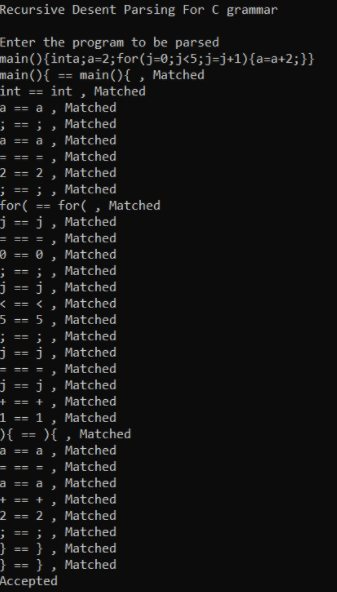 Recursive Desent Parsing For C grammar
Enter the program to be parsed
main(){inta;a=2;for(j=0;j<5;j=j+1){a=a+2;}}
main(){ == main(){ , Matched
int == int , Matched
a == a , Matched
; == ; , Matched
a == a , Matched
= == = , Matched
2 == 2 , Matched
; == ; , Matched
for( == for( , Matched
j == j , Matched
= == = , Matched
0 == 0 , Matched
; == ; , Matched
j == j , Matched
< == < , Matched
5 == 5 , Matched
; == ; , Matched
j == j , Matched
= == = , Matched
j == j , Matched
+ == + , Matched
1 == 1 , Matched
){ == ){ , Matched
a == a , Matched
= == = , Matched
a == a , Matched
+ == + , Matched
2 == 2 , Matched
; == ; , Matched
} == } , Matched
} == } , Matched
Accepted